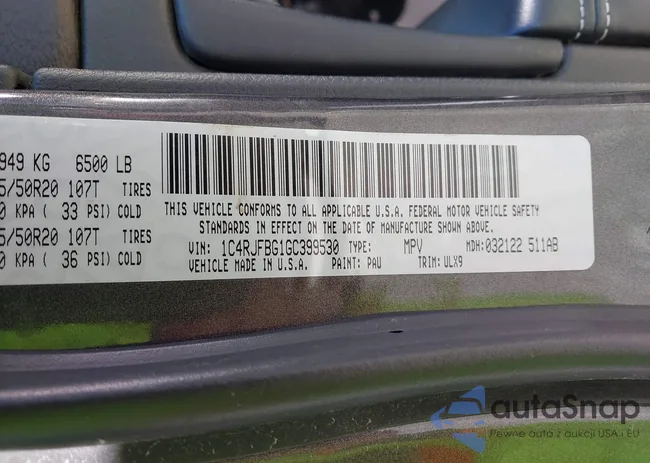 949 KG 6500 LB
5/50R20 107T TIRES
0 KPA ( 33 PSI) COLD
5/50R20 107T TIRES
0 KPA ( 36 PSI) COLD
THIS VEHICLE CONFORMS TO ALL APPLICABLE U.S.A. FEDERAL MOTOR VEHICLE SAFETY
STANDARDS IN EFFECT ON THE DATE OF MANUFACTURE SHOWN ABOVE.
VIN: 1C4RJFBG1GC399530 TYPE: MPV MDH: 032122 511AB
VEHICLE MADE IN U.S.A. PAINT: PAU TRIM: ULX9
autaSnap
Pewne auta z aukcji USA i EU